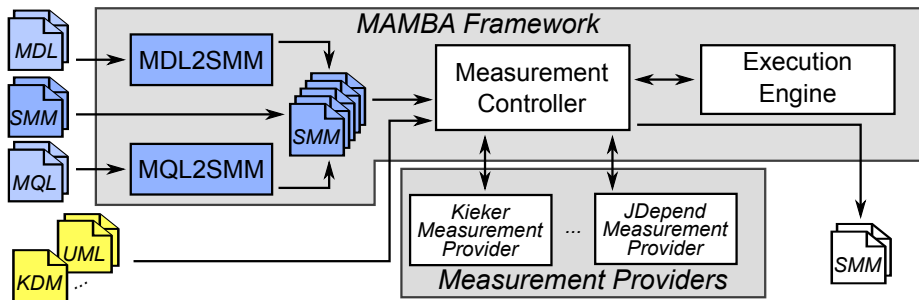 MAMBA Framework
MDL
MDL2SMM
Measurement
Controller
Execution
Engine
SMM
SMM
MQL
MQL2SMM
Kieker
Measurement
Provider
...
JDepend
Measurement
Provider
UML
KDM
...
Measurement Providers
SMM